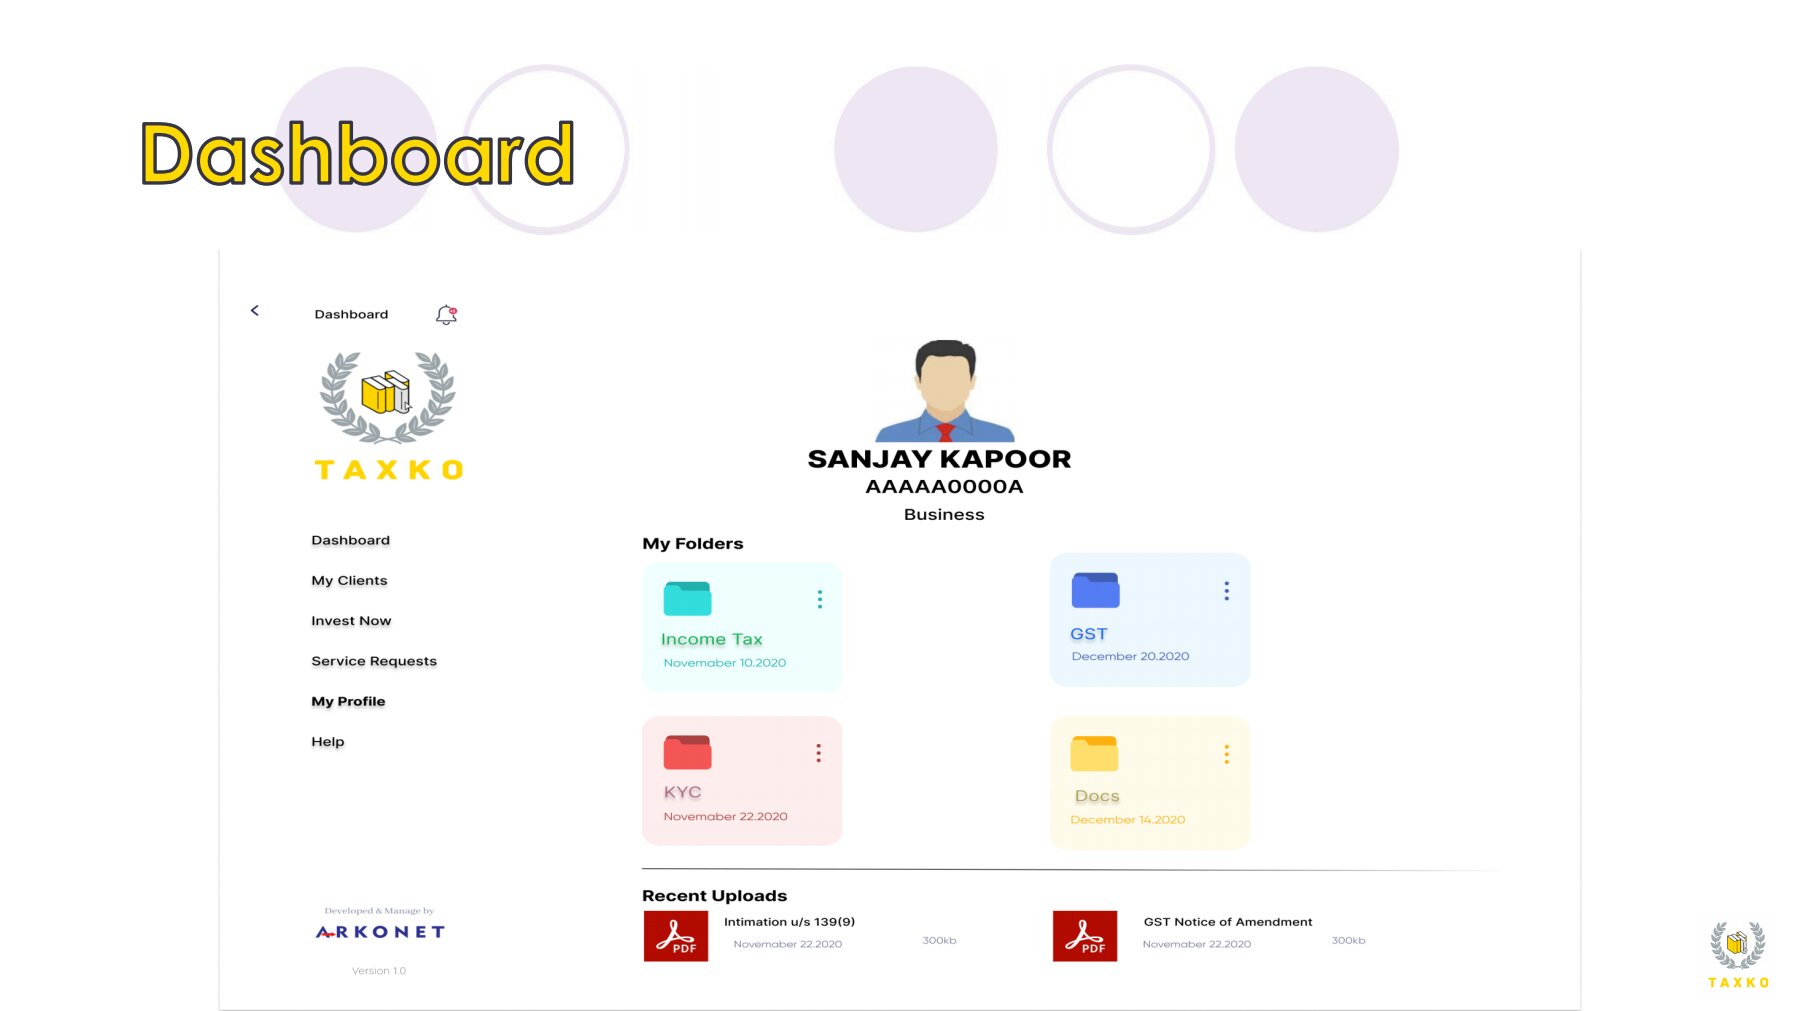 Dashboard
Dashboard
TAXKO
Dashboard
My Clients
Invest Now
Service Requests
My Profile
Help
Developed & Manage by
ARKONET
Version 1.0
SANJAY KAPOOR
AAAAA0000A
Business
My Folders
Income Tax
Novemaber 10.2020
GST
December 20.2020
KYC
Novemaber 22.2020
Docs
December 14.2020
Recent Uploads
PDF
Intimation u/s 139(9)
Novemaber 22.2020
300kb
PDF
GST Notice of Amendment
Novemaber 22.2020
300kb
TAXKO